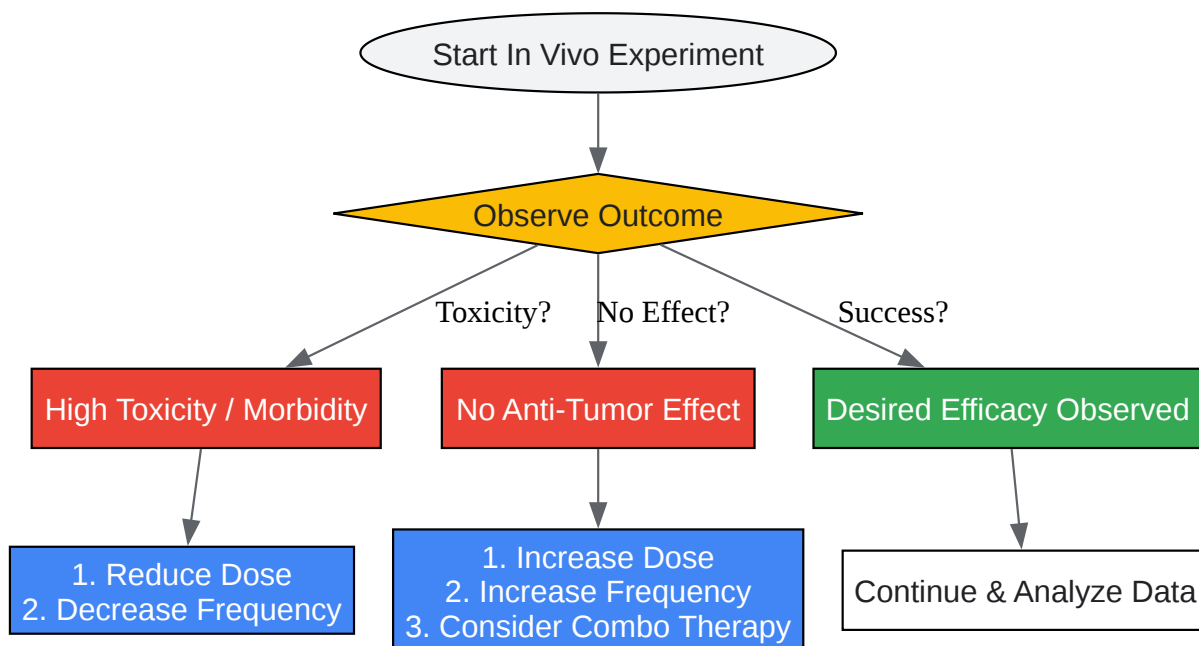 Start In Vivo Experiment
Observe Outcome
Toxicity?
No Effect?
Success?
High Toxicity / Morbidity
No Anti-Tumor Effect
Desired Efficacy Observed
1. Reduce Dose
2. Decrease Frequency
1. Increase Dose
2. Increase Frequency
3. Consider Combo Therapy
Continue & Analyze Data